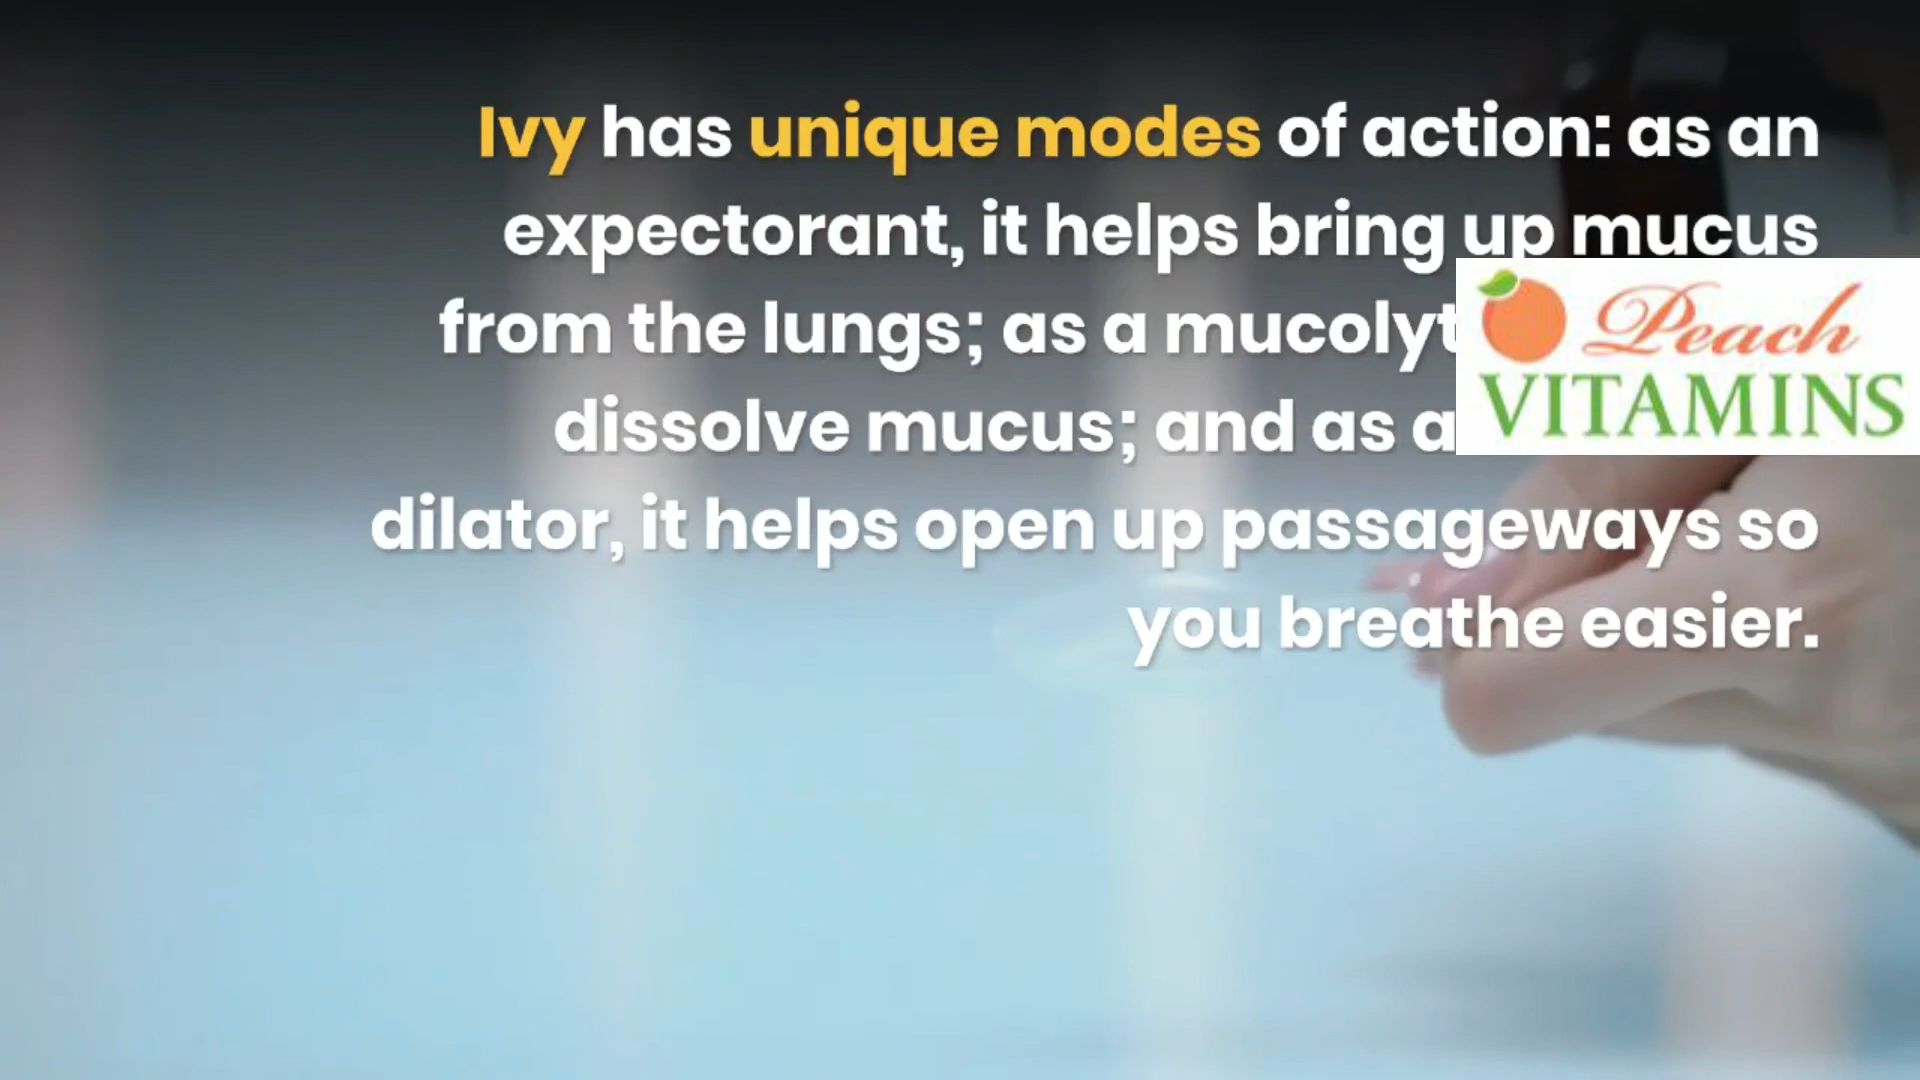 Ivy has unique modes of action: as an
expectorant, it helps bring up mucus
from the lungs; as a
dissolve mucus; and as
dilator, it helps open up passageways so
you breathe easier.
Peach
VITAMINS